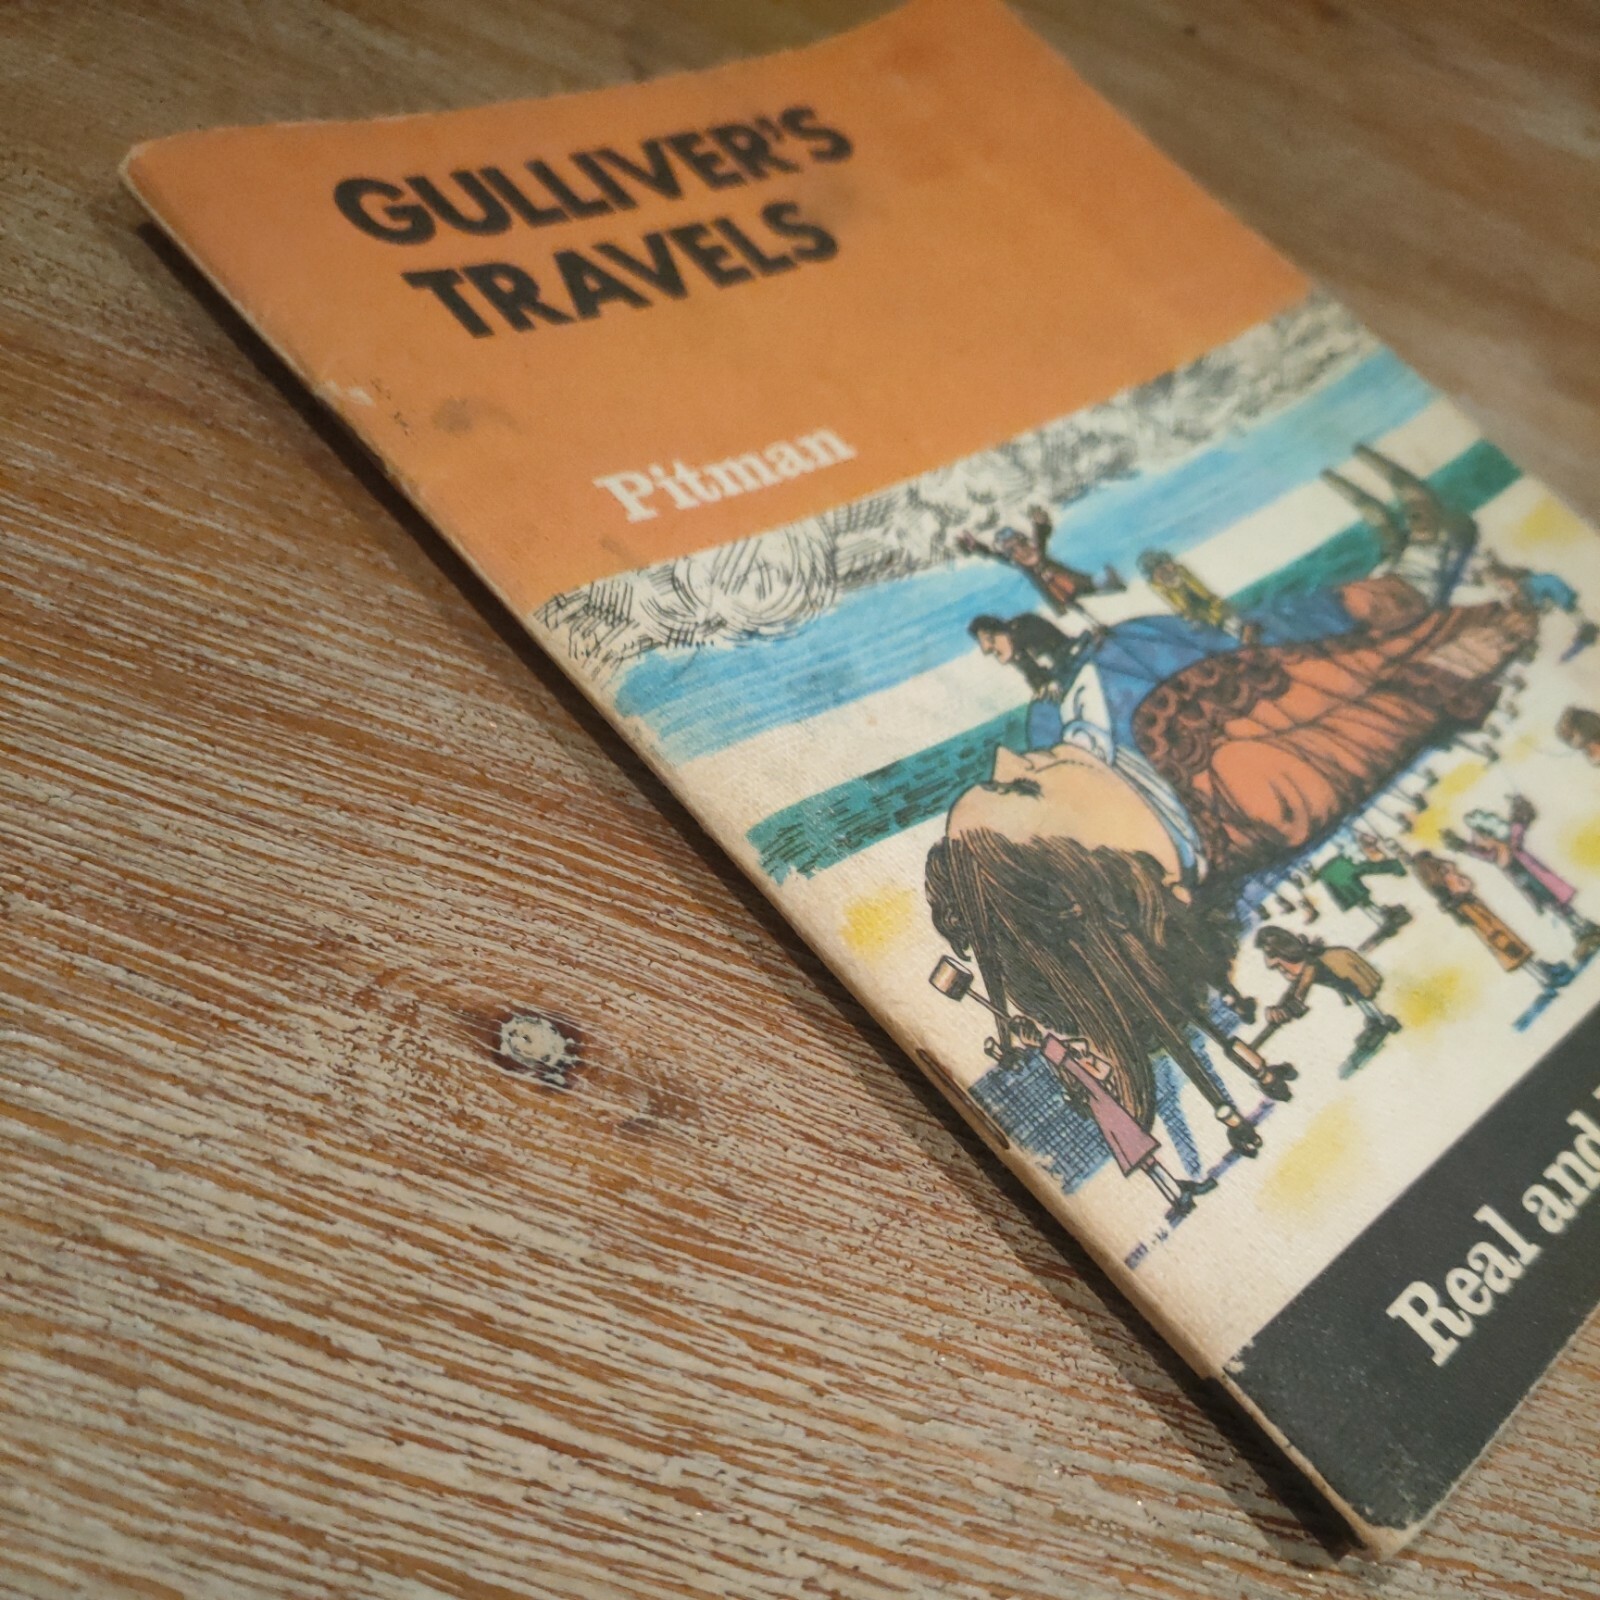 GULLIVER'S
TRAVELS
Pitman
Real and